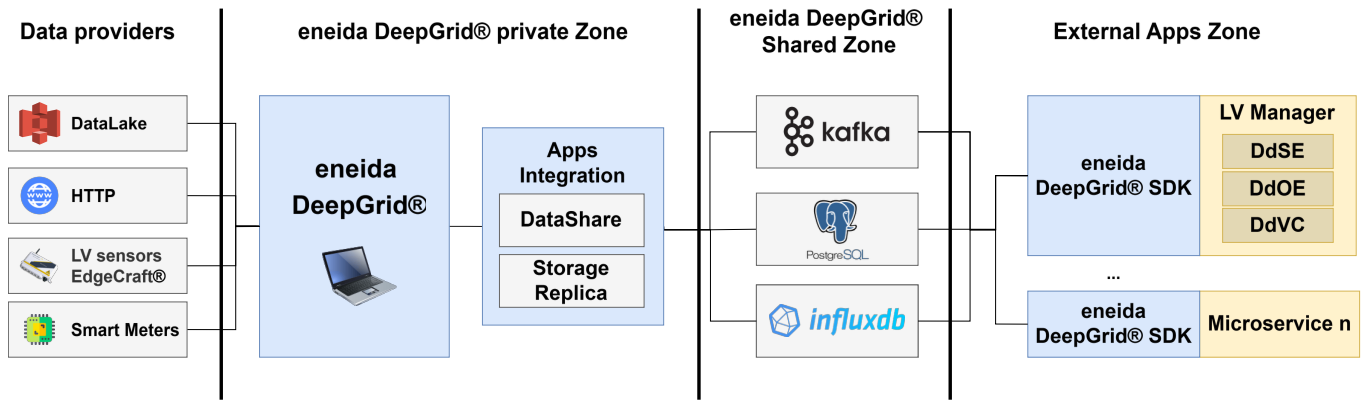 Data providers
eneida DeepGrid® private Zone
eneida DeepGrid®
Shared Zone
External Apps Zone
DataLake
HTTP
WWW
LV sensors
EdgeCraft®
Smart Meters
eneida
DeepGrid®
Apps
Integration
DataShare
Storage
Replica
kafka
PostgreSQL
influxdb
eneida
DeepGrid® SDK
LV Manager
DdSE
DdOE
DdVC
...
eneida
DeepGrid® SDK
Microservice n